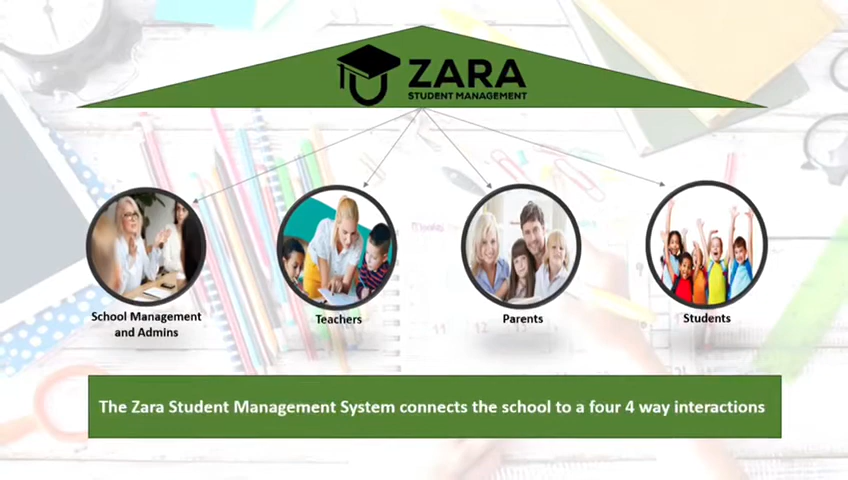 ZARA
STUDENT MANAGEMENT
School Management
and Admins
Teachers
Parents
Students
The Zara Student Management System connects the school to a four 4 way interactions